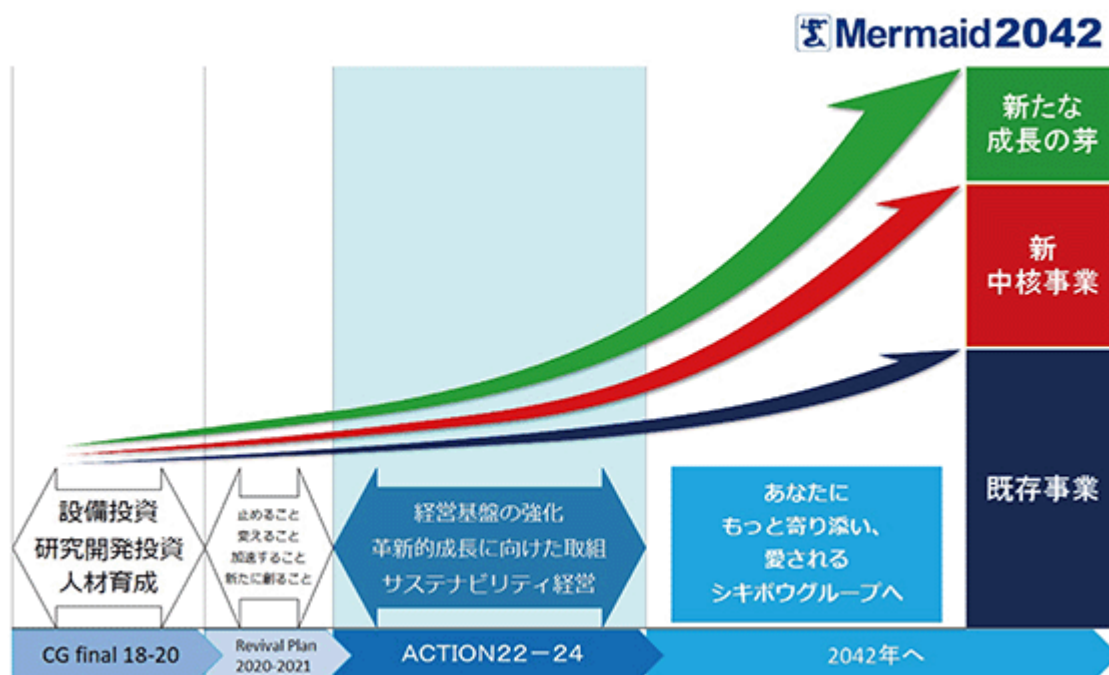 Mermaid2042
新たな
成長の芽
新
中核事業
既存事業
設備投資
研究開発投資
人材育成
止めること
変えること
加速すること
新たに創ること
経営基盤の強化
革新的成長に向けた取組
サステナビリティ経営
あなたに
もっと寄り添い、
愛される
シキボウグループへ
CG final 18-20
Revival Plan
2020-2021
ACTION22－24
2042年へ